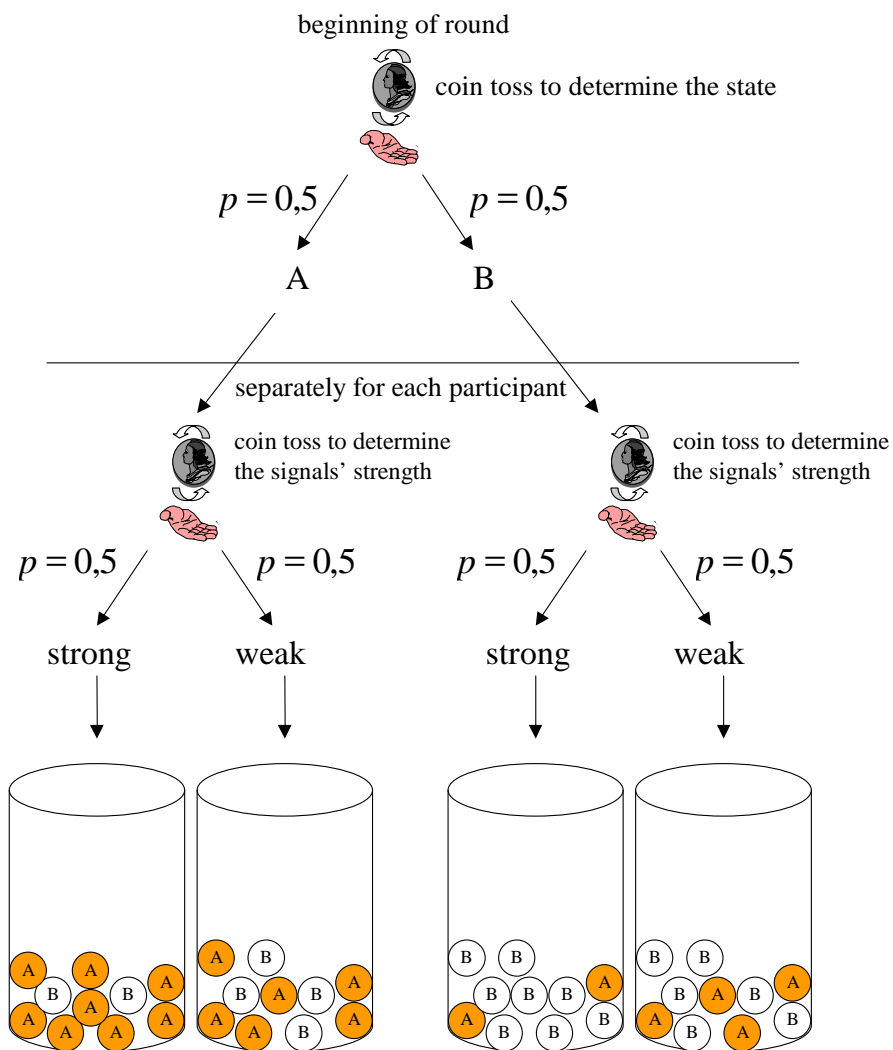 beginning of round
coin toss to determine the state
p = 0,5 p = 0,5
A B
separately for each participant
coin toss to determine
the signals' strength
coin toss to determine
the signals' strength
p = 0,5 p = 0,5 p = 0,5 p = 0,5
strong weak strong weak
A A A
B B
A A A A A
A B
B A B A
A A B A
B B
B B B A
A B B B
B B
B A B A
A B A B